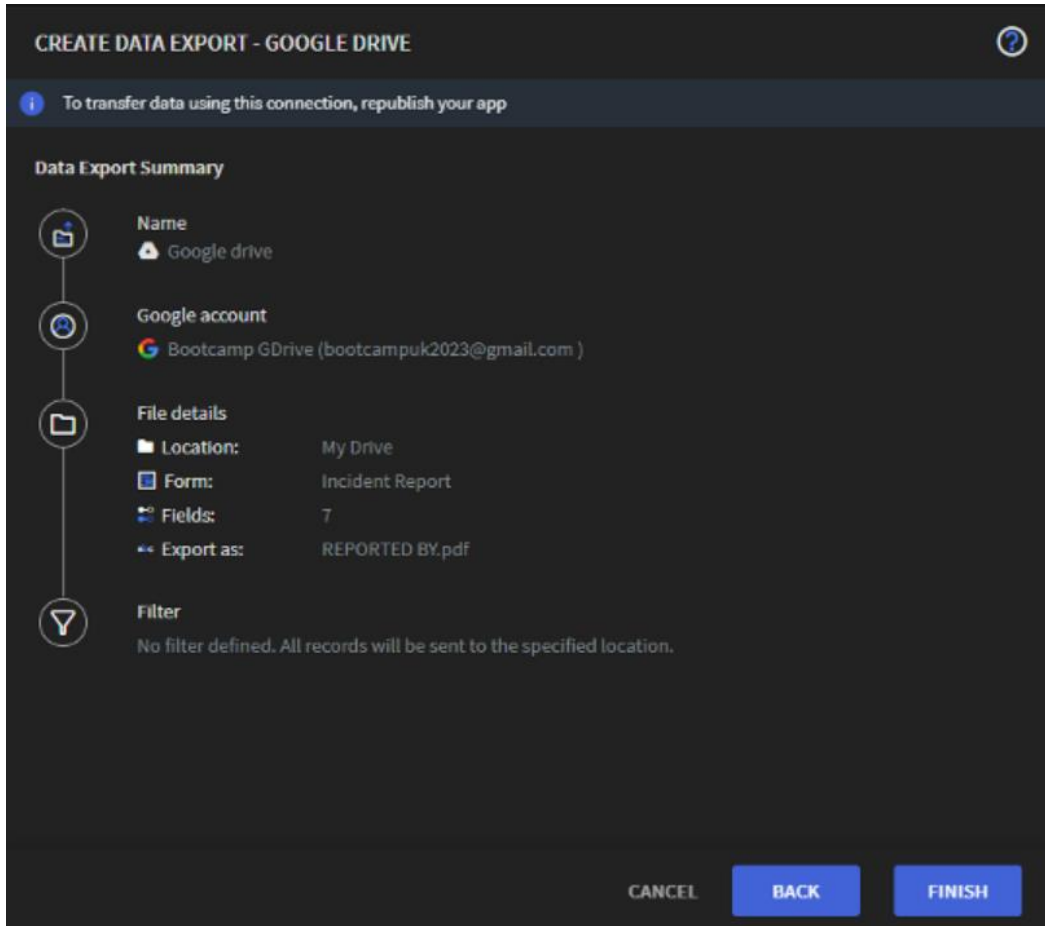 CREATE DATA EXPORT - GOOGLE DRIVE
To transfer data using this connection, republish your app
Data Export Summary
Name
Google drive
Google account
Bootcamp GDrive (bootcampuk2023@gmail.com )
File details
Location: My Drive
Form: Incident Report
Fields: 7
Export as: REPORTED BY.pdf
Filter
No filter defined. All records will be sent to the specified location.
CANCEL BACK FINISH